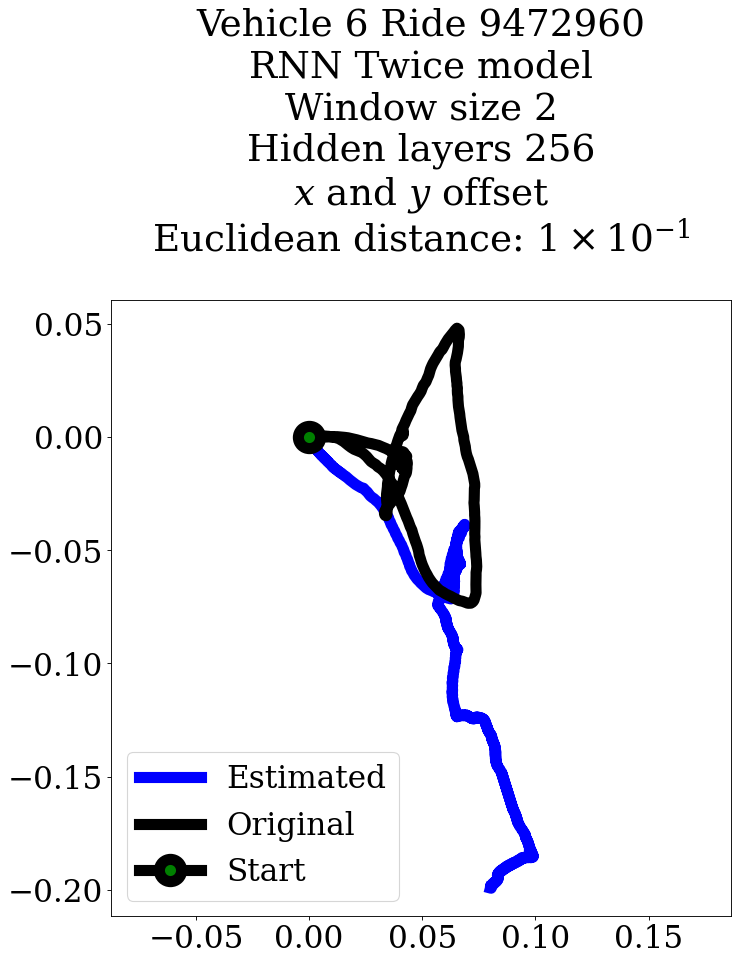 Vehicle 6 Ride 9472960
RNN Twice model
Window size 2
Hidden layers 256
x and y offset
Euclidean distance: 1 × 10⁻¹
0.05
0.00
−0.05
−0.10
−0.15
−0.20
Estimated
Original
Start
−0.05 0.00 0.05 0.10 0.15